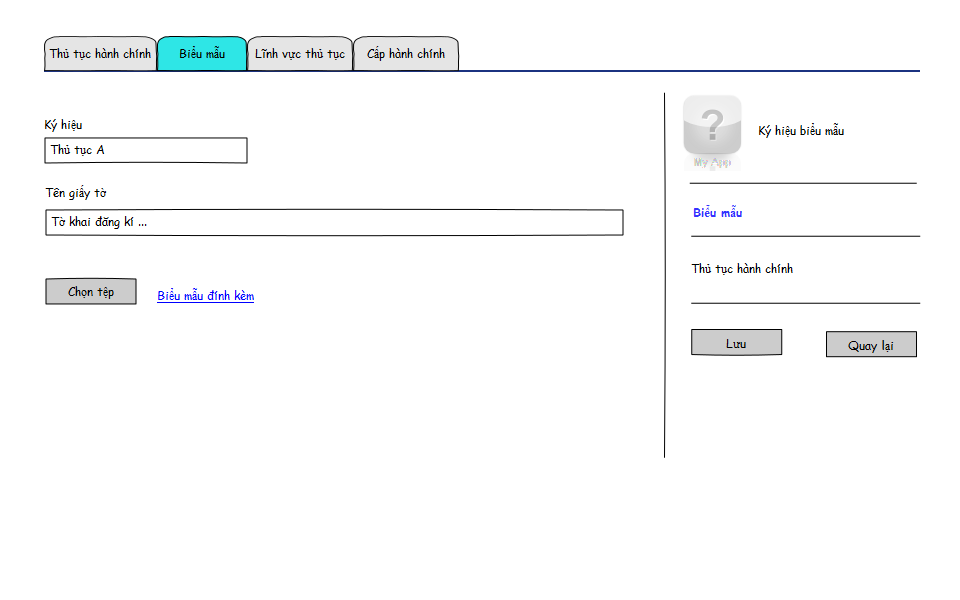 Thủ tục hành chính
Biểu mẫu
Lĩnh vực thủ tục
Cấp hành chính
Ký hiệu
Thủ tục A
Tên giấy tờ
Tờ khai đăng kí ...
Chọn tệp
Biểu mẫu đính kèm
?
My App
Ký hiệu biểu mẫu
Biểu mẫu
Thủ tục hành chính
Lưu
Quay lại